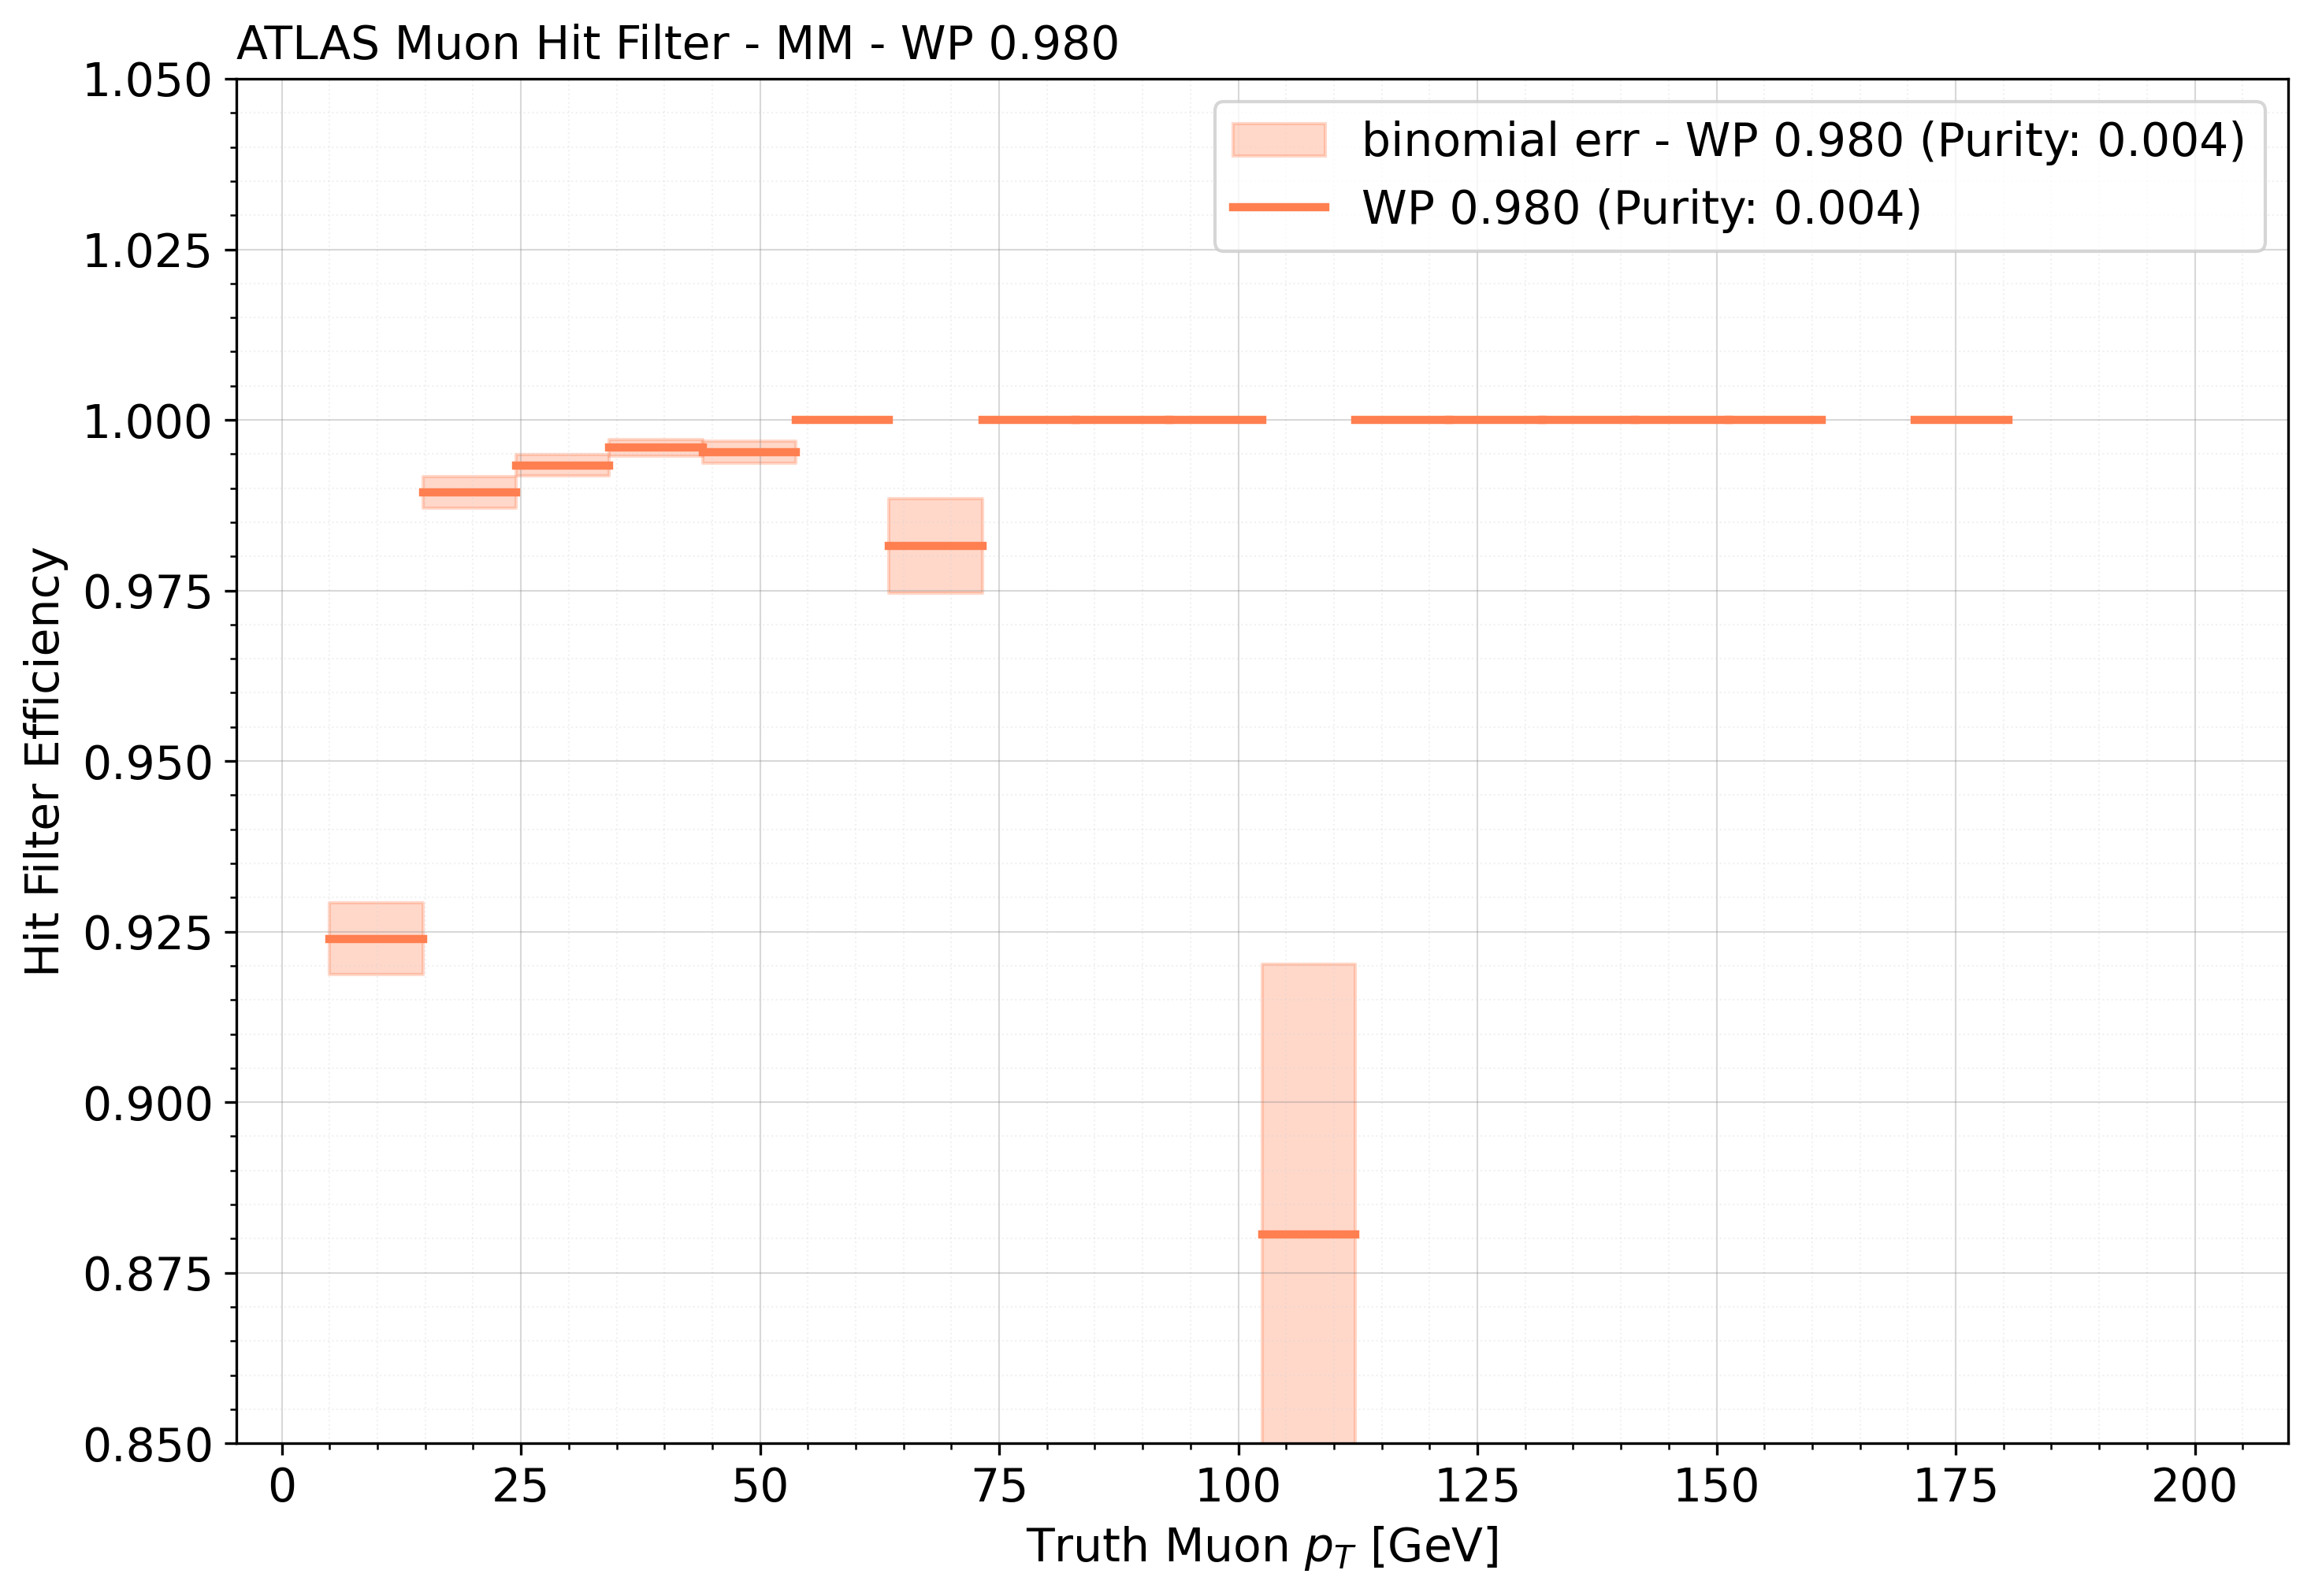 ATLAS Muon Hit Filter - MM - WP 0.980
binomial err - WP 0.980 (Purity: 0.004)
WP 0.980 (Purity: 0.004)
Hit Filter Efficiency
1.050
1.025
1.000
0.975
0.950
0.925
0.900
0.875
0.850
0 25 50 75 100 125 150 175 200
Truth Muon p_T [GeV]